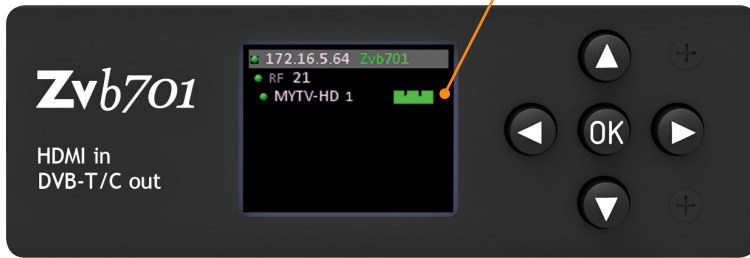 Zvb701
HDMI in
DVB-T/C out
172.16.5.64 Zvb701
RF 21
MYTV-HD 1
OK